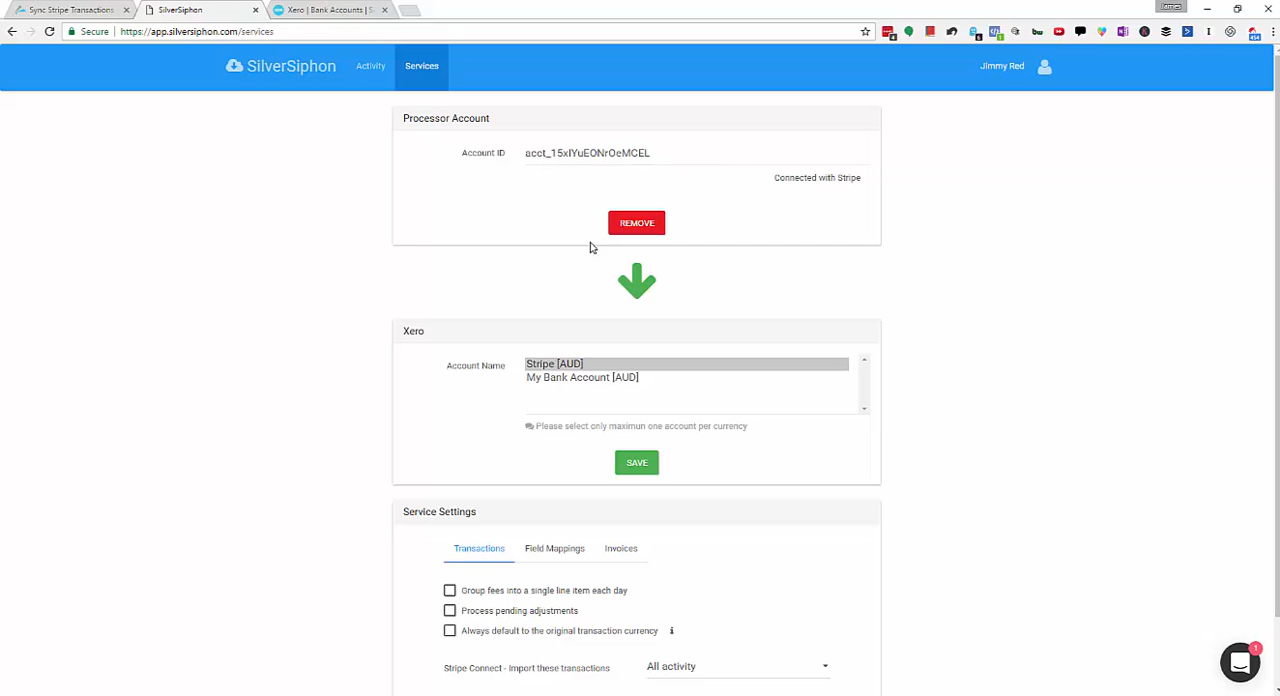 Sync Stripe Transactions
SilverSiphon
Xero | Bank Accounts | S
James
Secure
https://app.silversiphon.com/services
SilverSiphon
Activity
Services
Jimmy Red
Processor Account
Account ID
acct_15xIYuEONrOeMCEL
Connected with Stripe
REMOVE
Xero
Account Name
Stripe [AUD]
My Bank Account [AUD]
Please select only maximun one account per currency
SAVE
Service Settings
Transactions
Field Mappings
Invoices
Group fees into a single line item each day
Process pending adjustments
Always default to the original transaction currency
Stripe Connect - Import these transactions
All activity
1